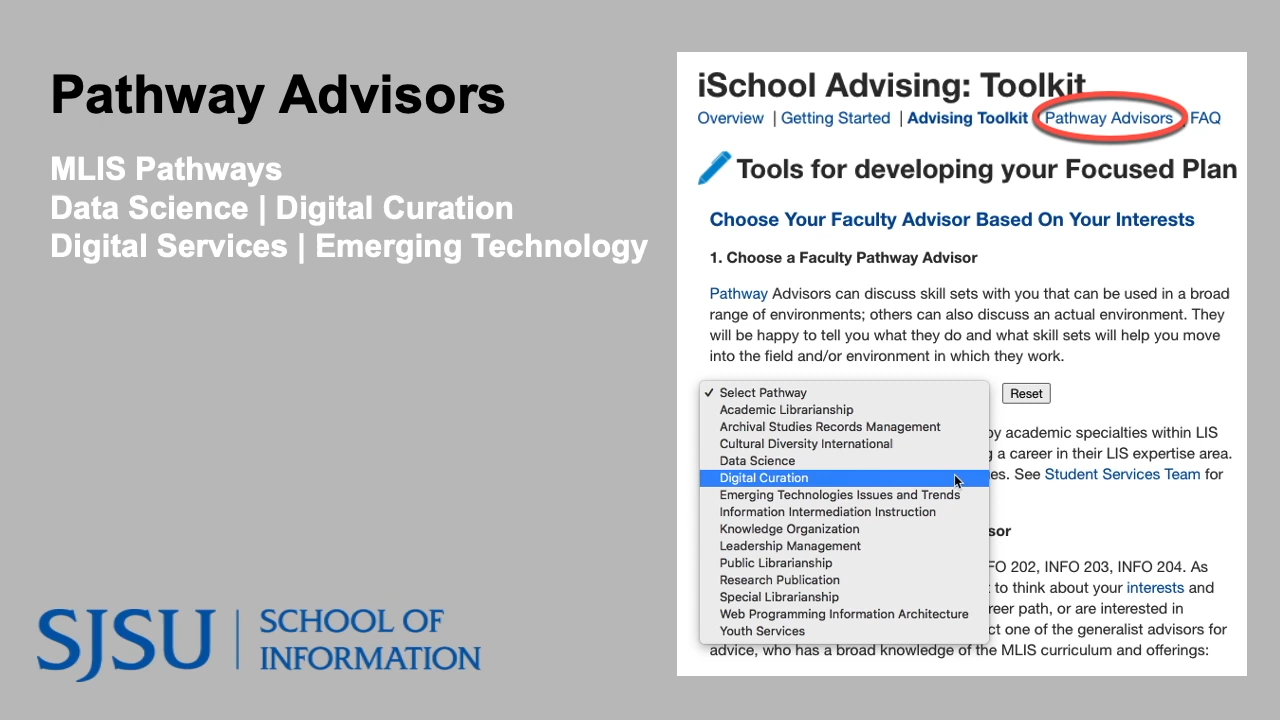 Pathway Advisors
MLIS Pathways
Data Science | Digital Curation
Digital Services | Emerging Technology
SJSU | SCHOOL OF
INFORMATION
iSchool Advising: Toolkit
Overview | Getting Started | Advising Toolkit | Pathway Advisors | FAQ
Tools for developing your Focused Plan
Choose Your Faculty Advisor Based On Your Interests
1. Choose a Faculty Pathway Advisor
Pathway Advisors can discuss skill sets with you that can be used in a broad
range of environments; others can also discuss an actual environment. They
will be happy to tell you what they do and what skill sets will help you move
into the field and/or environment in which they work.
✓ Select Pathway
Academic Librarianship
Archival Studies Records Management
Cultural Diversity International
Data Science
Digital Curation
Emerging Technologies Issues and Trends
Information Intermediation Instruction
Knowledge Organization
Leadership Management
Public Librarianship
Research Publication
Special Librarianship
Web Programming Information Architecture
Youth Services
Reset
by academic specialties within LIS
g a career in their LIS expertise area.
es. See Student Services Team for
sor
FO 202, INFO 203, INFO 204. As
to think about your interests and
reer path, or are interested in
ct one of the generalist advisors for
advice, who has a broad knowledge of the MLIS curriculum and offerings: